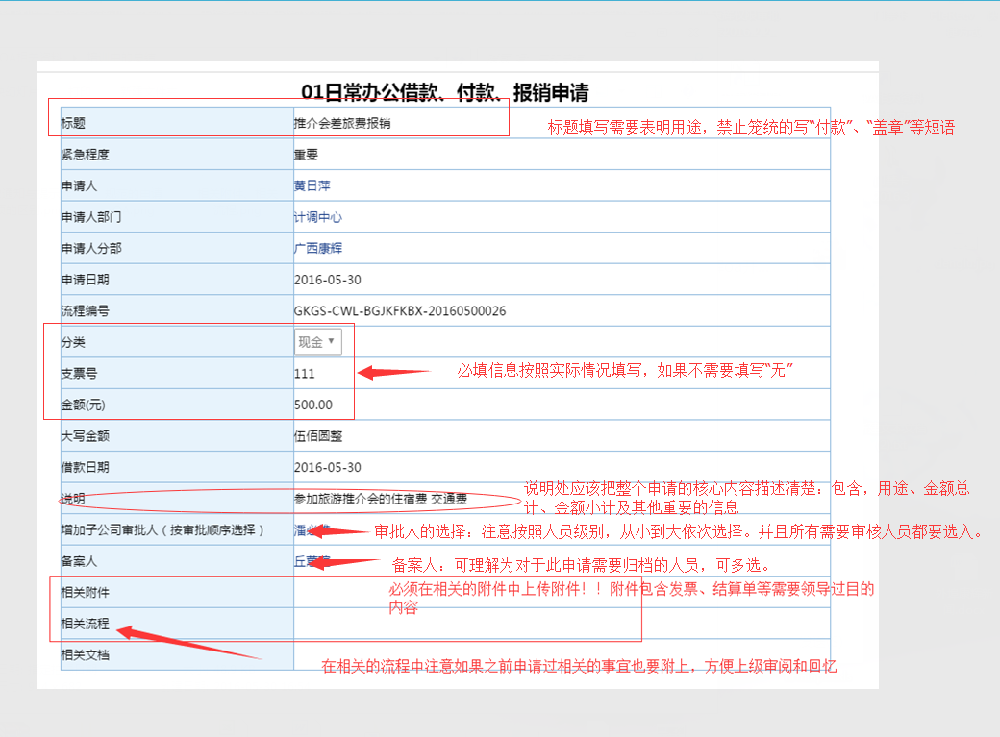 01日常办公借款、付款、报销申请
标题 推介会差旅费报销
标题填写需要表明用途，禁止笼统的写“付款”、“盖章”等短语
紧急程度 重要
申请人 黄日萍
申请人部门 计调中心
申请人分部 广西康辉
申请日期 2016-05-30
流程编号 GKGS-CWL-BGJKFKBX-20160500026
分类 现金
支票号 111
必填信息按照实际情况填写，如果不需要填写“无”
金额(元) 500.00
大写金额 伍佰圆整
借款日期 2016-05-30
说明 参加旅游推介会的住宿费 交通费
说明处应该把整个申请的核心内容描述清楚：包含，用途、金额总
计、金额小计及其他重要的信息
增加子公司审批人（按审批顺序选择） 潘
审批人的选择：注意按照人员级别，从小到大依次选择。并且所有需要审核人员都要选入。
备案人 丘
备案人：可理解为对于此申请需要归档的人员，可多选。
相关附件
必须在相关的附件中上传附件！！附件包含发票、结算单等需要领导过目的
内容
相关流程
相关文档
在相关的流程中注意如果之前申请过相关的事宜也要附上，方便上级审阅和回忆